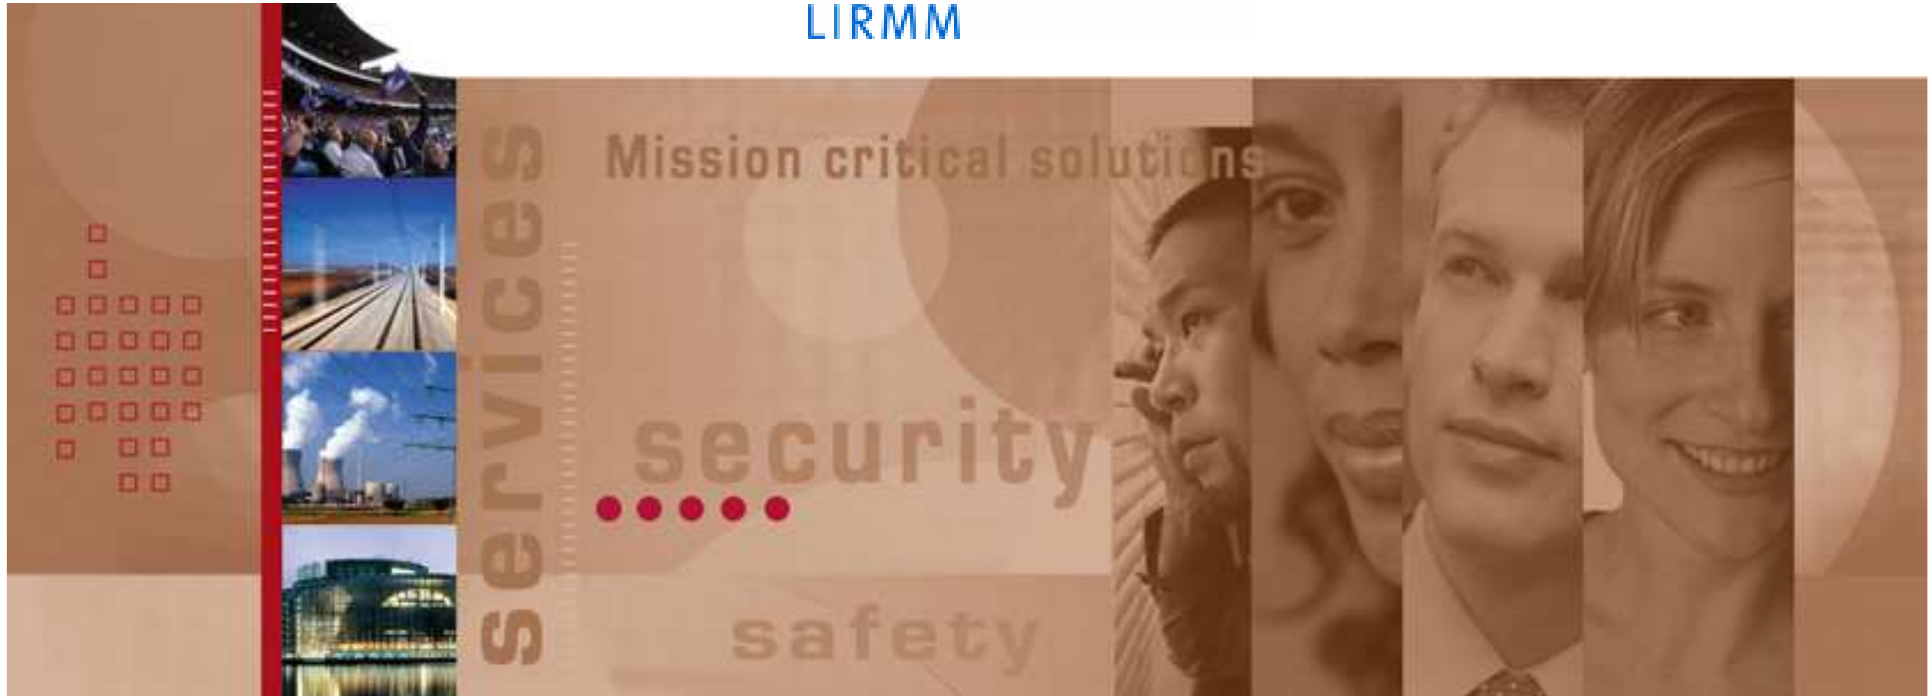 LIRMM
services
Mission critical solutions
security
safety